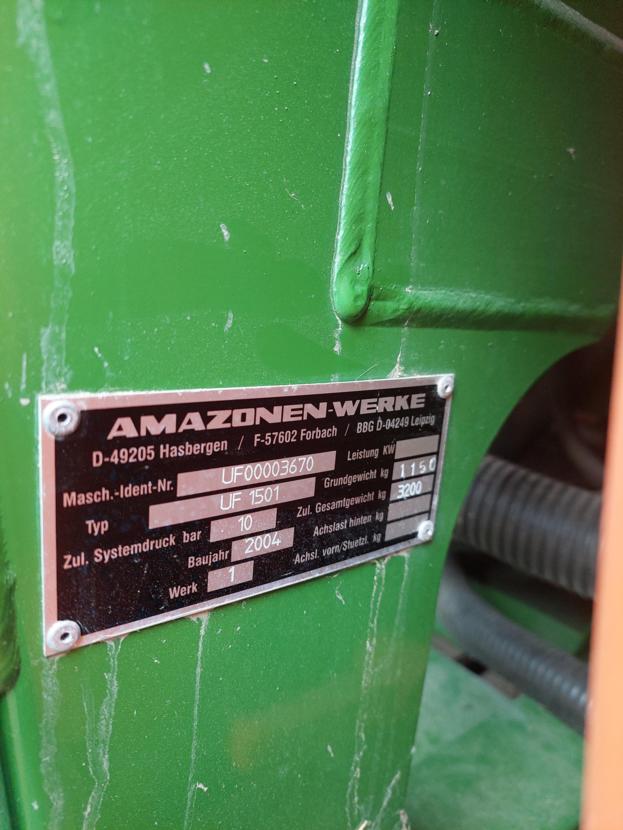 AMAZONEN-WERKE
D-49205 Hasbergen / F-57602 Forbach / BBG D-04249 Leipzig
Masch.-Ident-Nr. UF00003670
Typ UF 1501
Zul. Systemdruck bar 10
Baujahr 2004
Werk 1
Leistung KW
Grundgewicht kg 1150
Zul. Gesamtgewicht kg 3200
Achslast hinten kg
Achsl. vorn/Stuetzl. kg